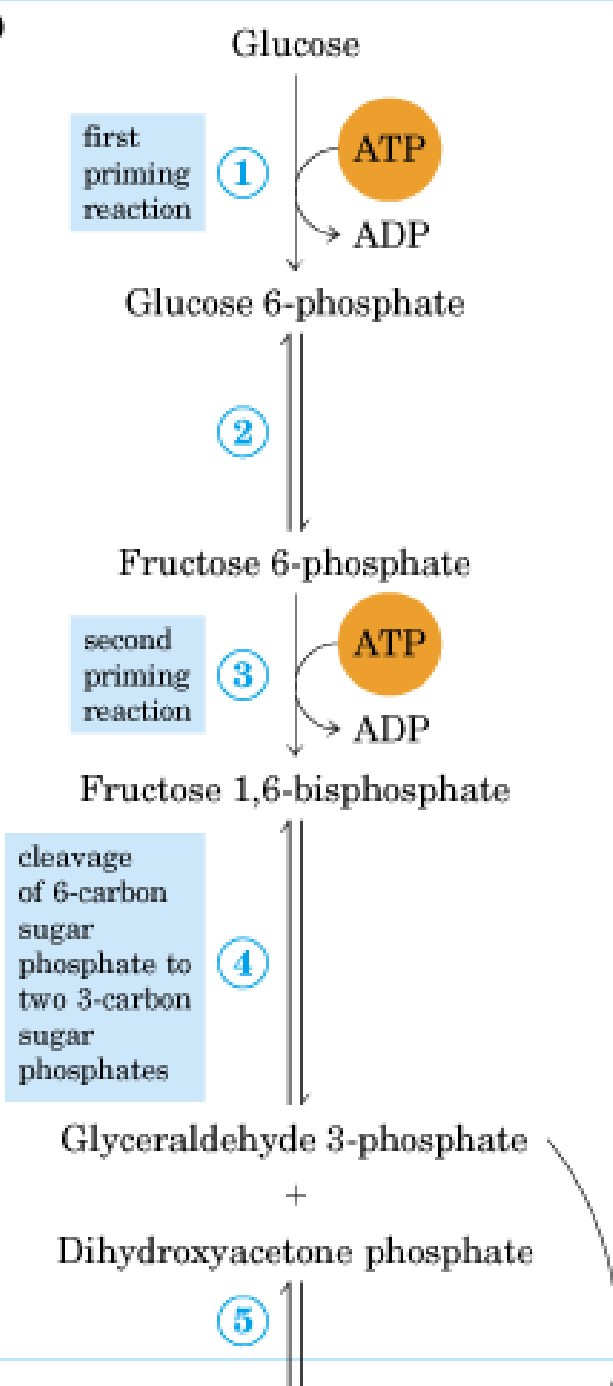 Glucose
first
priming
reaction
1
ATP
ADP
Glucose 6-phosphate
2
Fructose 6-phosphate
second
priming
reaction
3
ATP
ADP
Fructose 1,6-bisphosphate
cleavage
of 6-carbon
sugar
phosphate to
two 3-carbon
sugar
phosphates
4
Glyceraldehyde 3-phosphate
+
Dihydroxyacetone phosphate
5